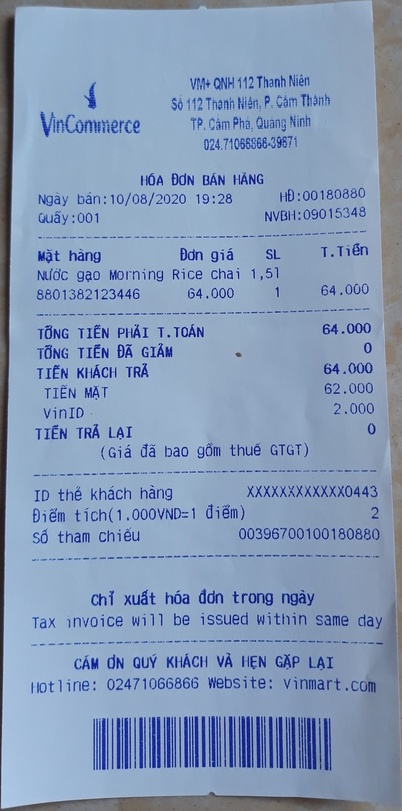 VinCommerce
VM+ QNH 112 Thanh Niên
Số 112 Thanh Niên, P. Cẩm Thành
TP. Cẩm Phả, Quảng Ninh
024.71066866-39671
HÓA ĐƠN BÁN HÀNG
Ngày bán:10/08/2020 19:28 HĐ:00180880
Quầy:001 NVBH:09015348
Mặt hàng Đơn giá SL T.Tiền
Nước gạo Morning Rice chai 1,5l
8801382123446 64.000 1 64.000
TỔNG TIỀN PHẢI T.TOÁN 64.000
TỔNG TIỀN ĐÃ GIẢM 0
TIỀN KHÁCH TRẢ 64.000
TIỀN MẶT 62.000
VinID 2.000
TIỀN TRẢ LẠI 0
(Giá đã bao gồm thuế GTGT)
ID thẻ khách hàng XXXXXXXXXXXX0443
Điểm tích(1.000VND=1 điểm) 2
Số tham chiếu 00396700100180880
Chỉ xuất hóa đơn trong ngày
Tax invoice will be issued within same day
CẢM ƠN QUÝ KHÁCH VÀ HẸN GẶP LẠI
Hotline: 02471066866 Website: vinmart.com